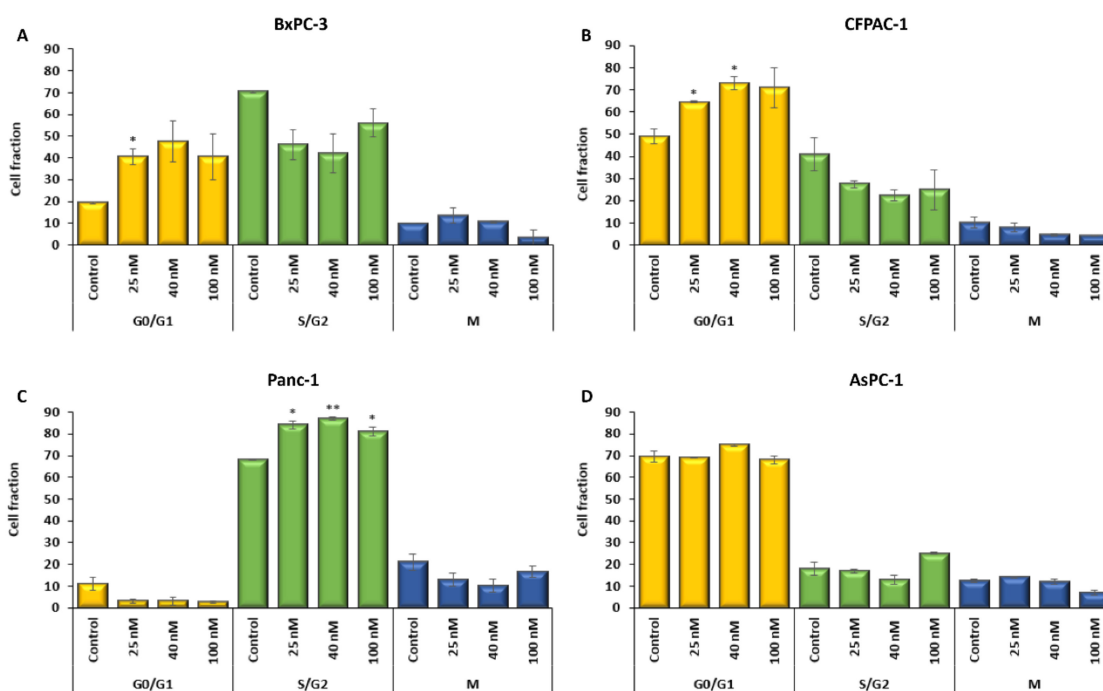 A
BxPC-3
Cell fraction
90
80
70
60
50
40
30
20
10
0
*
Control
25 nM
40 nM
100 nM
Control
25 nM
40 nM
100 nM
Control
25 nM
40 nM
100 nM
G0/G1
S/G2
M
B
CFPAC-1
Cell fraction
90
80
70
60
50
40
30
20
10
0
*
*
Control
25 nM
40 nM
100 nM
Control
25 nM
40 nM
100 nM
Control
25 nM
40 nM
100 nM
G0/G1
S/G2
M
C
Panc-1
Cell fraction
90
80
70
60
50
40
30
20
10
0
*
**
*
Control
25 nM
40 nM
100 nM
Control
25 nM
40 nM
100 nM
Control
25 nM
40 nM
100 nM
G0/G1
S/G2
M
D
AsPC-1
Cell fraction
90
80
70
60
50
40
30
20
10
0
Control
25 nM
40 nM
100 nM
Control
25 nM
40 nM
100 nM
Control
25 nM
40 nM
100 nM
G0/G1
S/G2
M